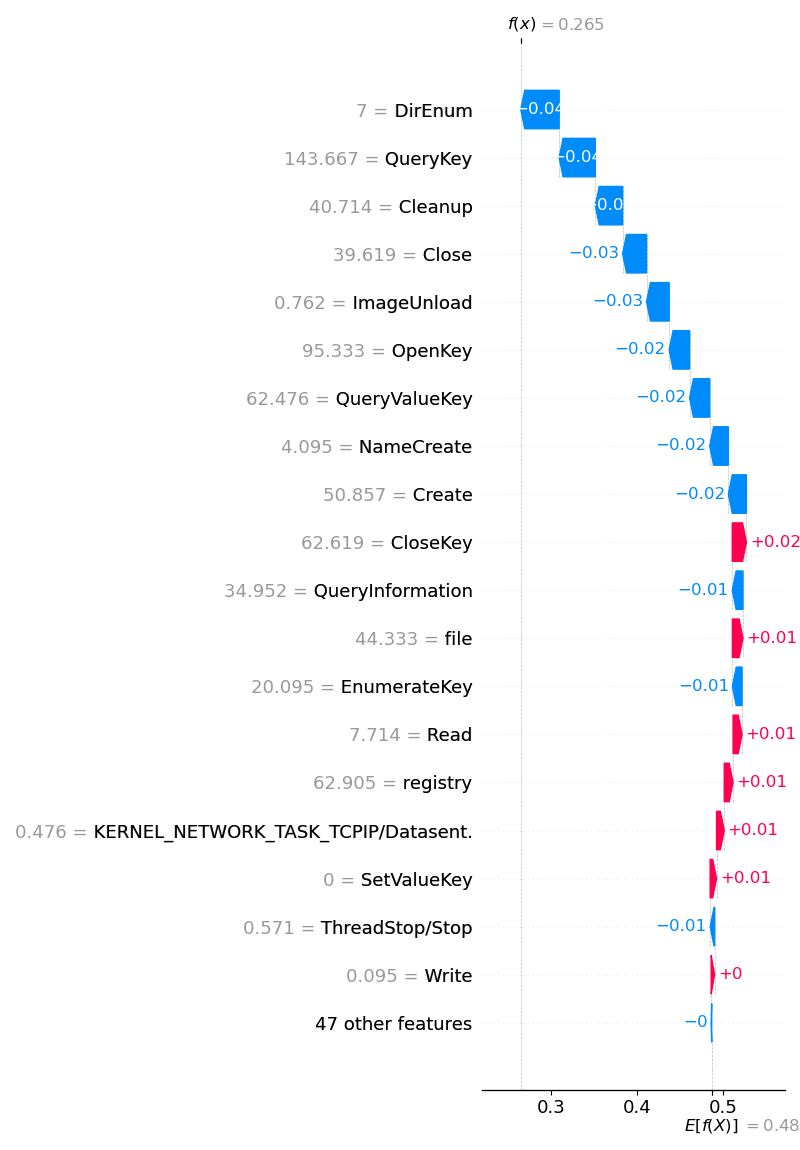 f(x) = 0.265
7 = DirEnum −0.04
143.667 = QueryKey −0.04
40.714 = Cleanup −0.0
39.619 = Close −0.03
0.762 = ImageUnload −0.03
95.333 = OpenKey −0.02
62.476 = QueryValueKey −0.02
4.095 = NameCreate −0.02
50.857 = Create −0.02
62.619 = CloseKey +0.02
34.952 = QueryInformation −0.01
44.333 = file +0.01
20.095 = EnumerateKey −0.01
7.714 = Read +0.01
62.905 = registry +0.01
0.476 = KERNEL_NETWORK_TASK_TCPIP/Datasent. +0.01
0 = SetValueKey +0.01
0.571 = ThreadStop/Stop −0.01
0.095 = Write +0
47 other features −0
0.3 0.4 0.5
E[f(X)] = 0.48